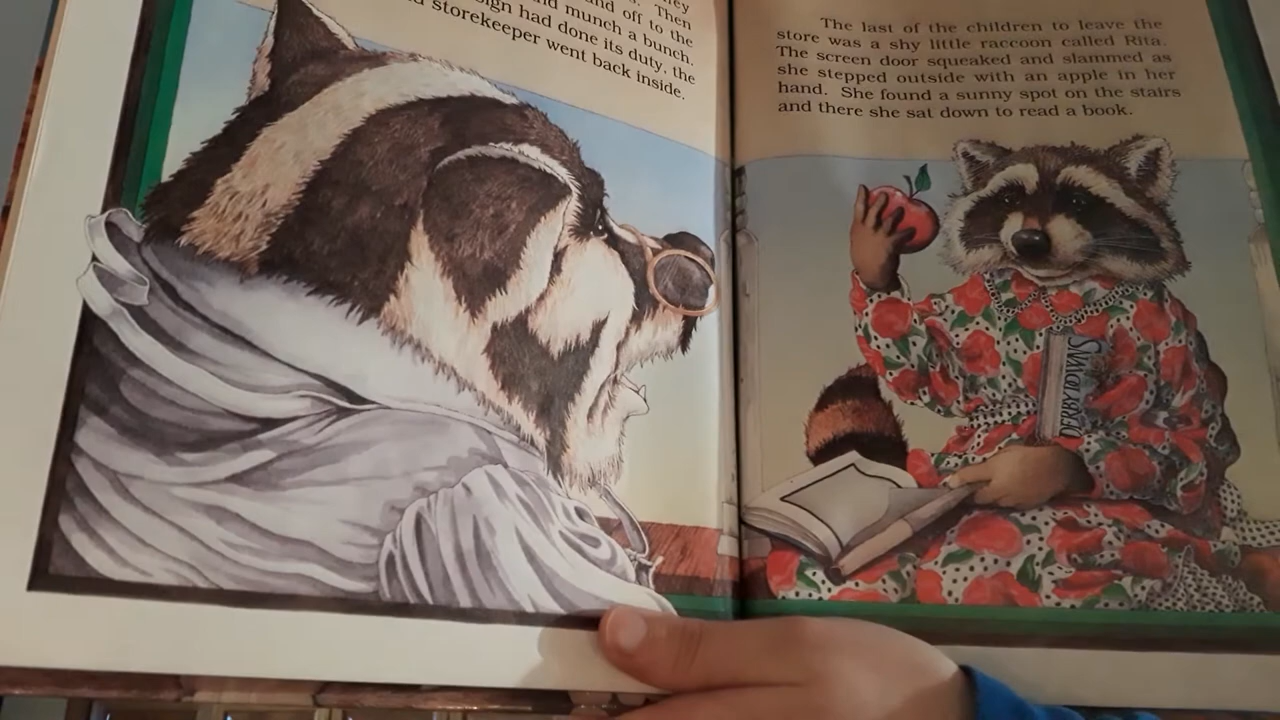 they
and off to the
s. Then
nd munch a bunch.
sign had done its duty, the
storekeeper went back inside.
The last of the children to leave the
store was a shy little raccoon called Rita.
The screen door squeaked and slammed as
she stepped outside with an apple in her
hand. She found a sunny spot on the stairs
and there she sat down to read a book.